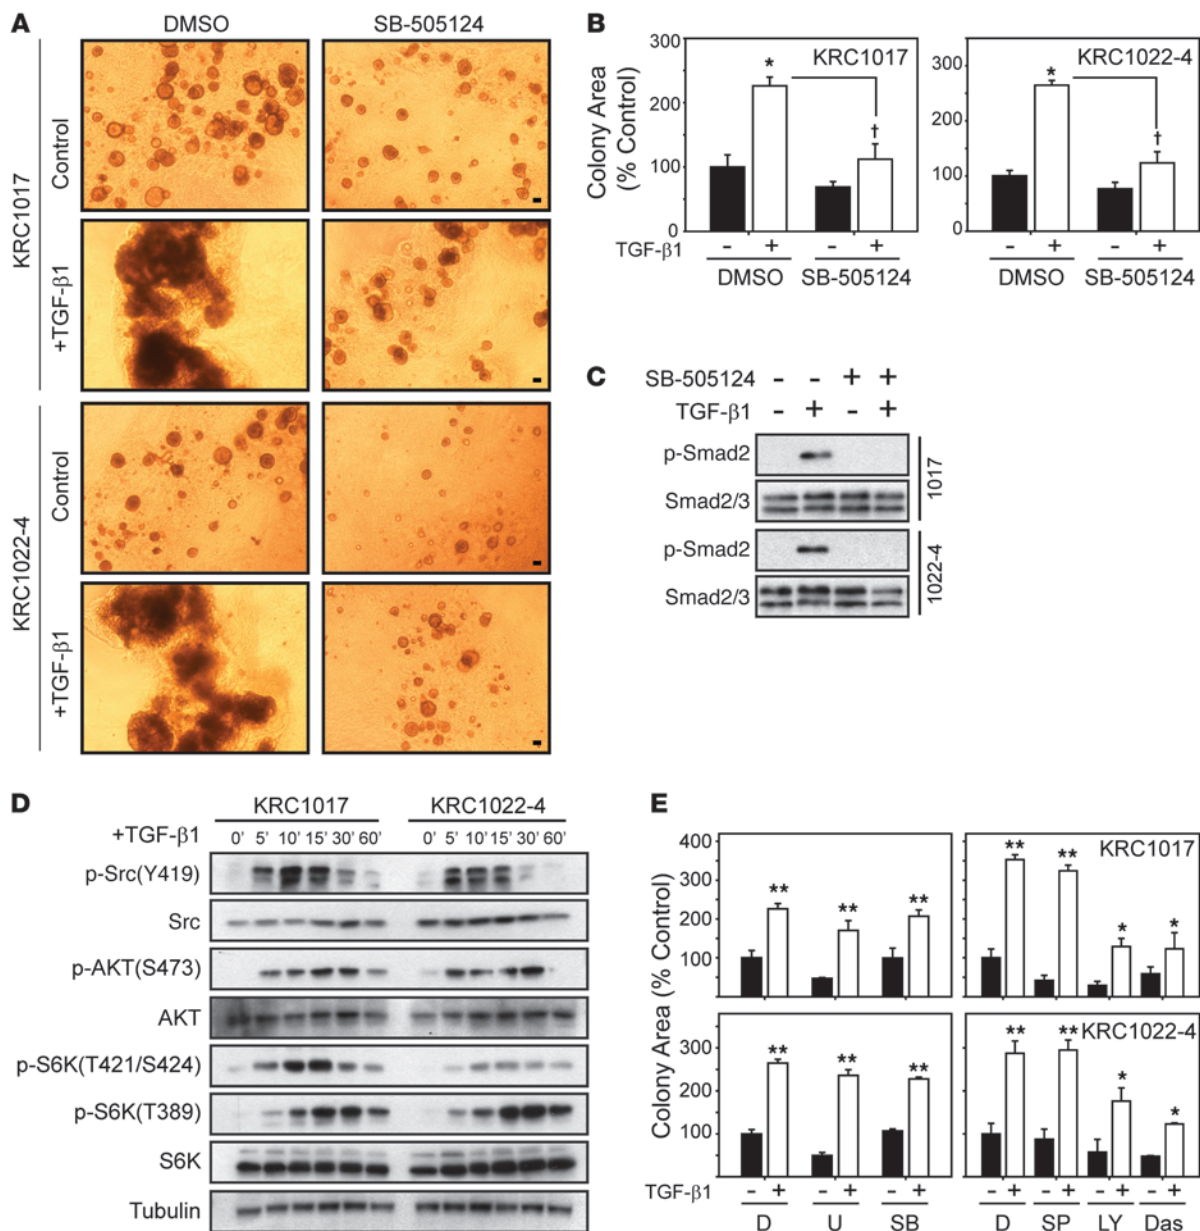 A
DMSO
SB-505124
KRC1017
Control
+TGF-β1
KRC1022-4
Control
+TGF-β1
B
Colony Area
(% Control)
300
200
100
0
KRC1017
*
†
TGF-β1
- + - +
DMSO
SB-505124
350
300
200
100
0
KRC1022-4
*
†
- + - +
DMSO
SB-505124
C
SB-505124 - - + +
TGF-β1 - + - +
p-Smad2
Smad2/3
1017
p-Smad2
Smad2/3
1022-4
D
KRC1017
KRC1022-4
+TGF-β1 0' 5' 10' 15' 30' 60' 0' 5' 10' 15' 30' 60'
p-Src(Y419)
Src
p-AKT(S473)
AKT
p-S6K(T421/S424)
p-S6K(T389)
S6K
Tubulin
E
Colony Area (% Control)
400
300
200
100
0
** ** **
KRC1017
** ** * *
300
200
100
0
** ** **
KRC1022-4
** ** * *
TGF-β1 - + - + - + - + - + - + - +
D U SB D SP LY Das